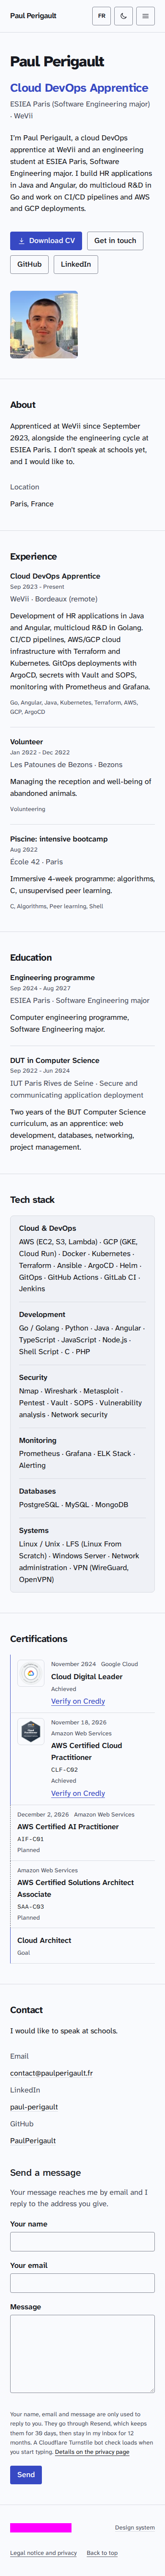 Paul Perigault
FR
Paul Perigault
Cloud DevOps Apprentice
ESIEA Paris (Software Engineering major)
· WeVii
I'm Paul Perigault, a cloud DevOps
apprentice at WeVii and an engineering
student at ESIEA Paris, Software
Engineering major. I build HR applications
in Java and Angular, do multicloud R&D in
Go and work on CI/CD pipelines and AWS
and GCP deployments.
Download CV
Get in touch
GitHub
LinkedIn
About
Apprenticed at WeVii since September
2023, alongside the engineering cycle at
ESIEA Paris. I don't speak at schools yet,
and I would like to.
Location
Paris, France
Experience
Cloud DevOps Apprentice
Sep 2023 - Present
WeVii · Bordeaux (remote)
Development of HR applications in Java
and Angular, multicloud R&D in Golang.
CI/CD pipelines, AWS/GCP cloud
infrastructure with Terraform and
Kubernetes. GitOps deployments with
ArgoCD, secrets with Vault and SOPS,
monitoring with Prometheus and Grafana.
Go, Angular, Java, Kubernetes, Terraform, AWS,
GCP, ArgoCD
Volunteer
Jan 2022 - Dec 2022
Les Patounes de Bezons · Bezons
Managing the reception and well-being of
abandoned animals.
Volunteering
Piscine: intensive bootcamp
Aug 2022
École 42 · Paris
Immersive 4-week programme: algorithms,
C, unsupervised peer learning.
C, Algorithms, Peer learning, Shell
Education
Engineering programme
Sep 2024 - Aug 2027
ESIEA Paris · Software Engineering major
Computer engineering programme,
Software Engineering major.
DUT in Computer Science
Sep 2022 - Jun 2024
IUT Paris Rives de Seine · Secure and
communicating application deployment
Two years of the BUT Computer Science
curriculum, as an apprentice: web
development, databases, networking,
project management.
Tech stack
Cloud & DevOps
AWS (EC2, S3, Lambda) · GCP (GKE,
Cloud Run) · Docker · Kubernetes ·
Terraform · Ansible · ArgoCD · Helm ·
GitOps · GitHub Actions · GitLab CI ·
Jenkins
Development
Go / Golang · Python · Java · Angular ·
TypeScript · JavaScript · Node.js ·
Shell Script · C · PHP
Security
Nmap · Wireshark · Metasploit ·
Pentest · Vault · SOPS · Vulnerability
analysis · Network security
Monitoring
Prometheus · Grafana · ELK Stack ·
Alerting
Databases
PostgreSQL · MySQL · MongoDB
Systems
Linux / Unix · LFS (Linux From
Scratch) · Windows Server · Network
administration · VPN (WireGuard,
OpenVPN)
Certifications
November 2024 Google Cloud
Cloud Digital Leader
Achieved
Verify on Credly
November 18, 2026
Amazon Web Services
AWS Certified Cloud
Practitioner
CLF-C02
Achieved
Verify on Credly
December 2, 2026 Amazon Web Services
AWS Certified AI Practitioner
AIF-C01
Planned
Amazon Web Services
AWS Certified Solutions Architect
Associate
SAA-C03
Planned
Cloud Architect
Goal
Contact
I would like to speak at schools.
Email
contact@paulperigault.fr
LinkedIn
paul-perigault
GitHub
PaulPerigault
Send a message
Your message reaches me by email and I
reply to the address you give.
Your name
Your email
Message
Your name, email and message are only used to
reply to you. They go through Resend, which keeps
them for 30 days, then stay in my inbox for 12
months. A Cloudflare Turnstile bot check loads when
you start typing. Details on the privacy page
Send
Design system
Legal notice and privacy
Back to top